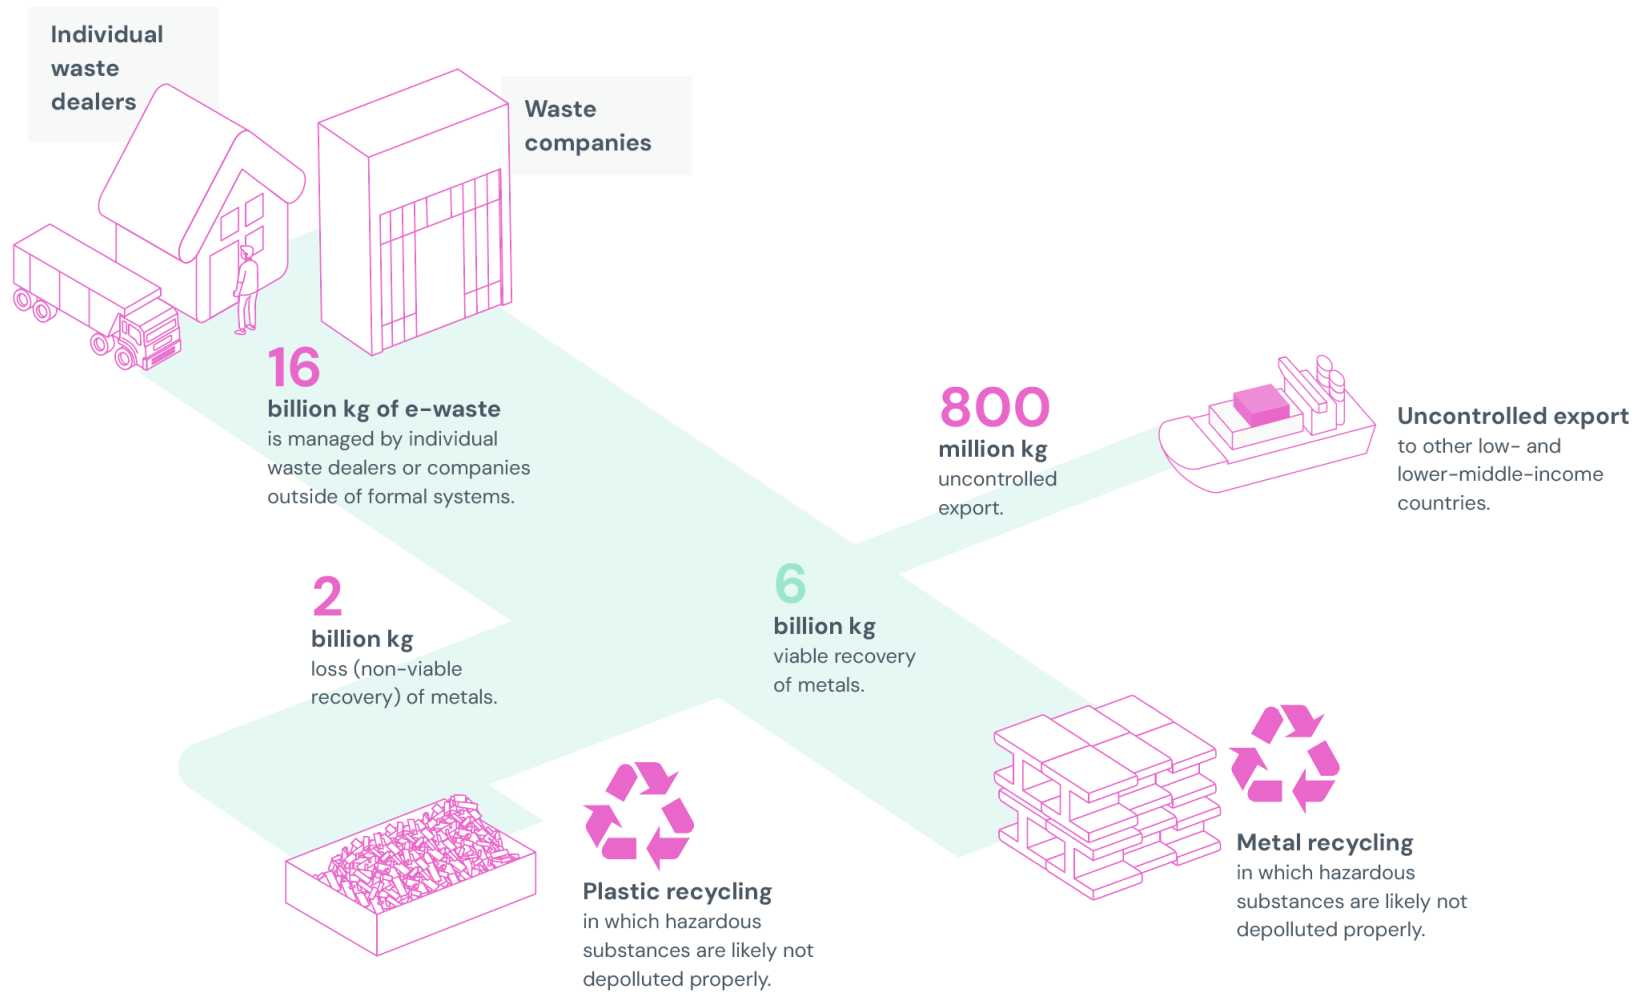 Individual
waste
dealers
Waste
companies
16
billion kg of e-waste
is managed by individual
waste dealers or companies
outside of formal systems.
800
million kg
uncontrolled
export.
Uncontrolled export
to other low- and
lower-middle-income
countries.
2
billion kg
loss (non-viable
recovery) of metals.
6
billion kg
viable recovery
of metals.
Plastic recycling
in which hazardous
substances are likely not
depolluted properly.
Metal recycling
in which hazardous
substances are likely not
depolluted properly.